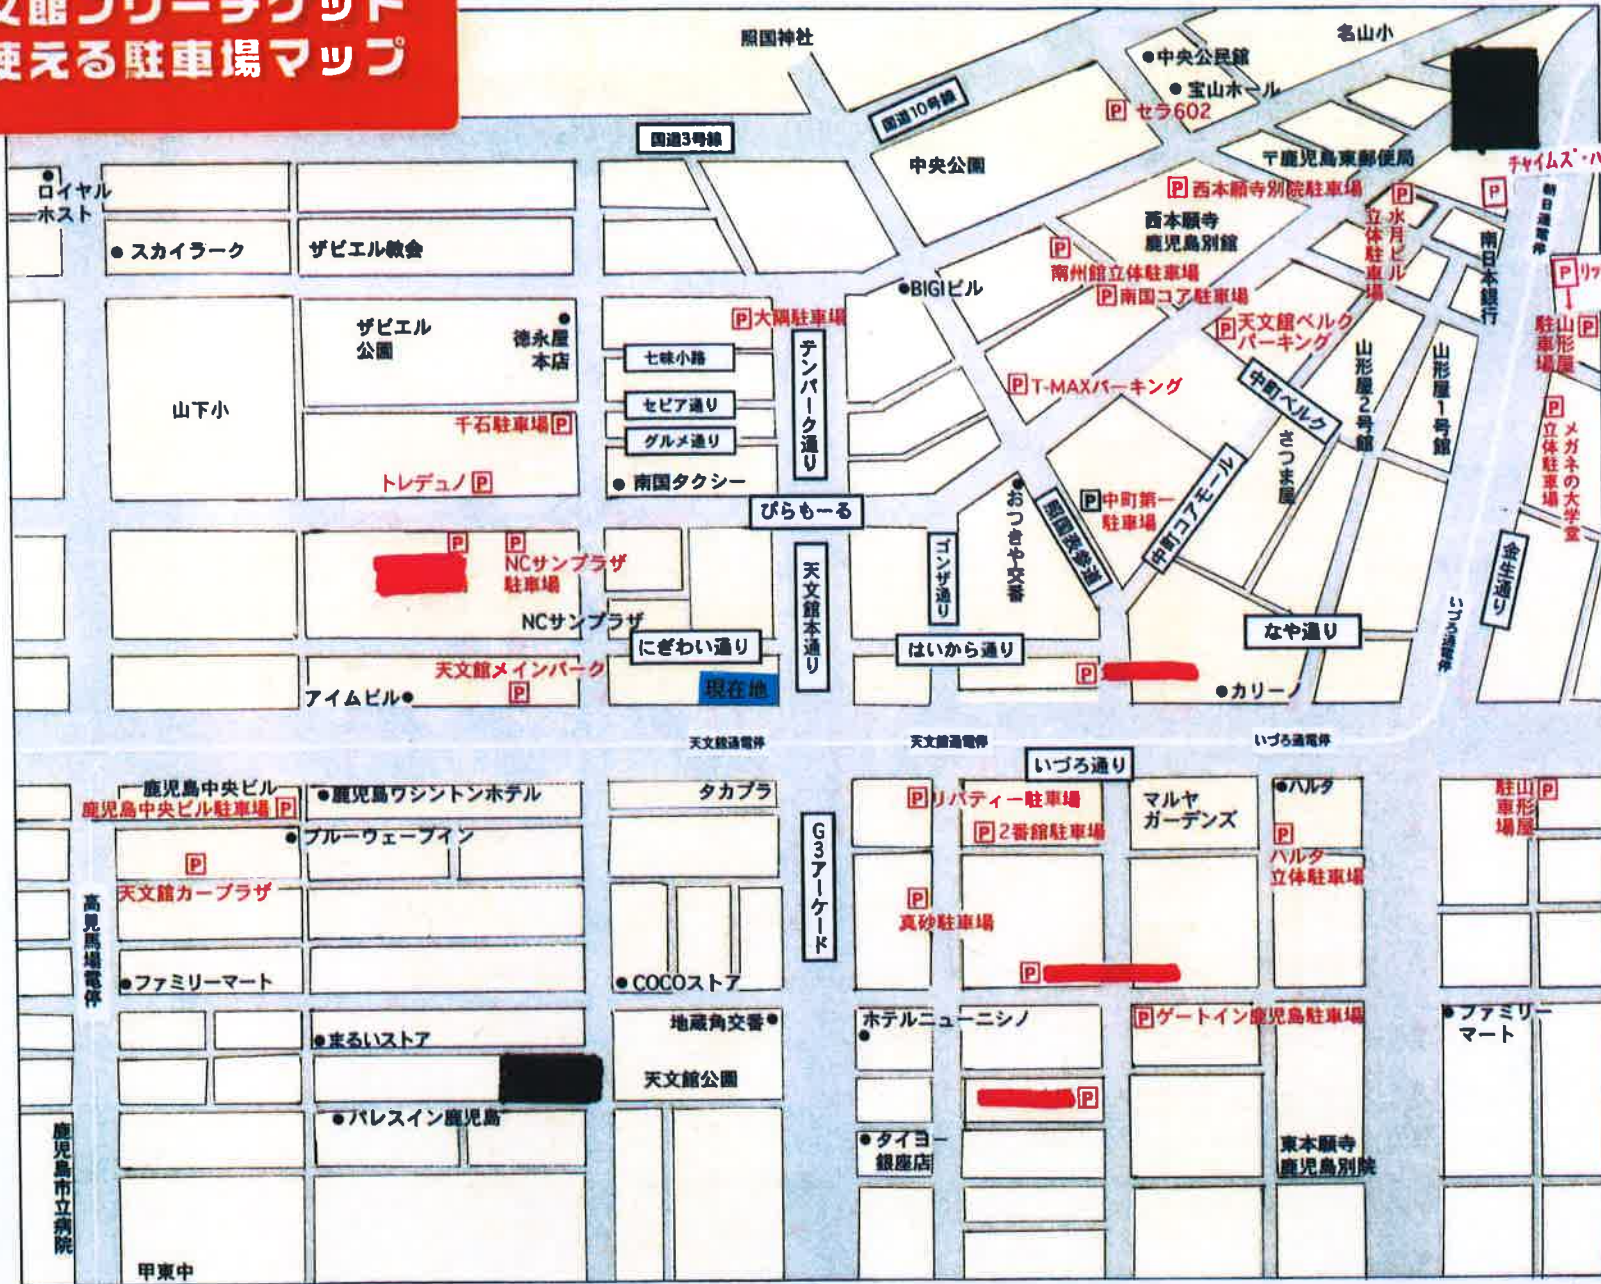 文館フリーチケット
使える駐車場マップ
照国神社
名山小
中央公民館
宝山ホール
セラ602
国道10号線
国道3号線
中央公園
〒鹿児島東郵便局
チャイムズ・ハ
朝日通電停
ロイヤル
ホスト
西本願寺別院駐車場
西本願寺
鹿児島別館
水月ビル
立体駐車場
南日本銀行
スカイラーク
ザビエル教会
南州館立体駐車場
南国コア駐車場
BIGIビル
リッ
山形屋
駐車場
大隅駐車場
天文館ベルク
パーキング
ザビエル
公園
徳永屋
本店
七味小路
テンパーク通り
T-MAXパーキング
中町ベルク
山形屋2号館
山形屋1号館
山下小
セピア通り
千石駐車場
グルメ通り
メガネの大学堂
立体駐車場
さつま屋
トレデュノ
南国タクシー
ぴらもーる
おつきや交番
中町第一
駐車場
照国表参道
中町コアモール
NCサンプラザ
駐車場
天文館本通り
ゴンザ通り
金生通り
いづろ通電停
NCサンプラザ
にぎわい通り
はいから通り
なや通り
天文館メインパーク
現在地
アイムビル
カリーノ
天文館通電停
天文館通電停
いづろ通電停
いづろ通り
鹿児島中央ビル
鹿児島中央ビル駐車場
鹿児島ワシントンホテル
タカプラ
リバティー駐車場
マルヤ
ガーデンズ
ハルタ
山形屋
駐車場
ブルーウェーブイン
G3アーケード
2番館駐車場
ハルタ
立体駐車場
天文館カープラザ
高見馬場電停
真砂駐車場
ファミリーマート
COCOストア
地蔵角交番
ホテルニューニシノ
ゲートイン鹿児島駐車場
ファミリー
マート
まるいストア
天文館公園
パレスイン鹿児島
鹿児島市立病院
タイヨー
銀座店
東本願寺
鹿児島別院
甲東中